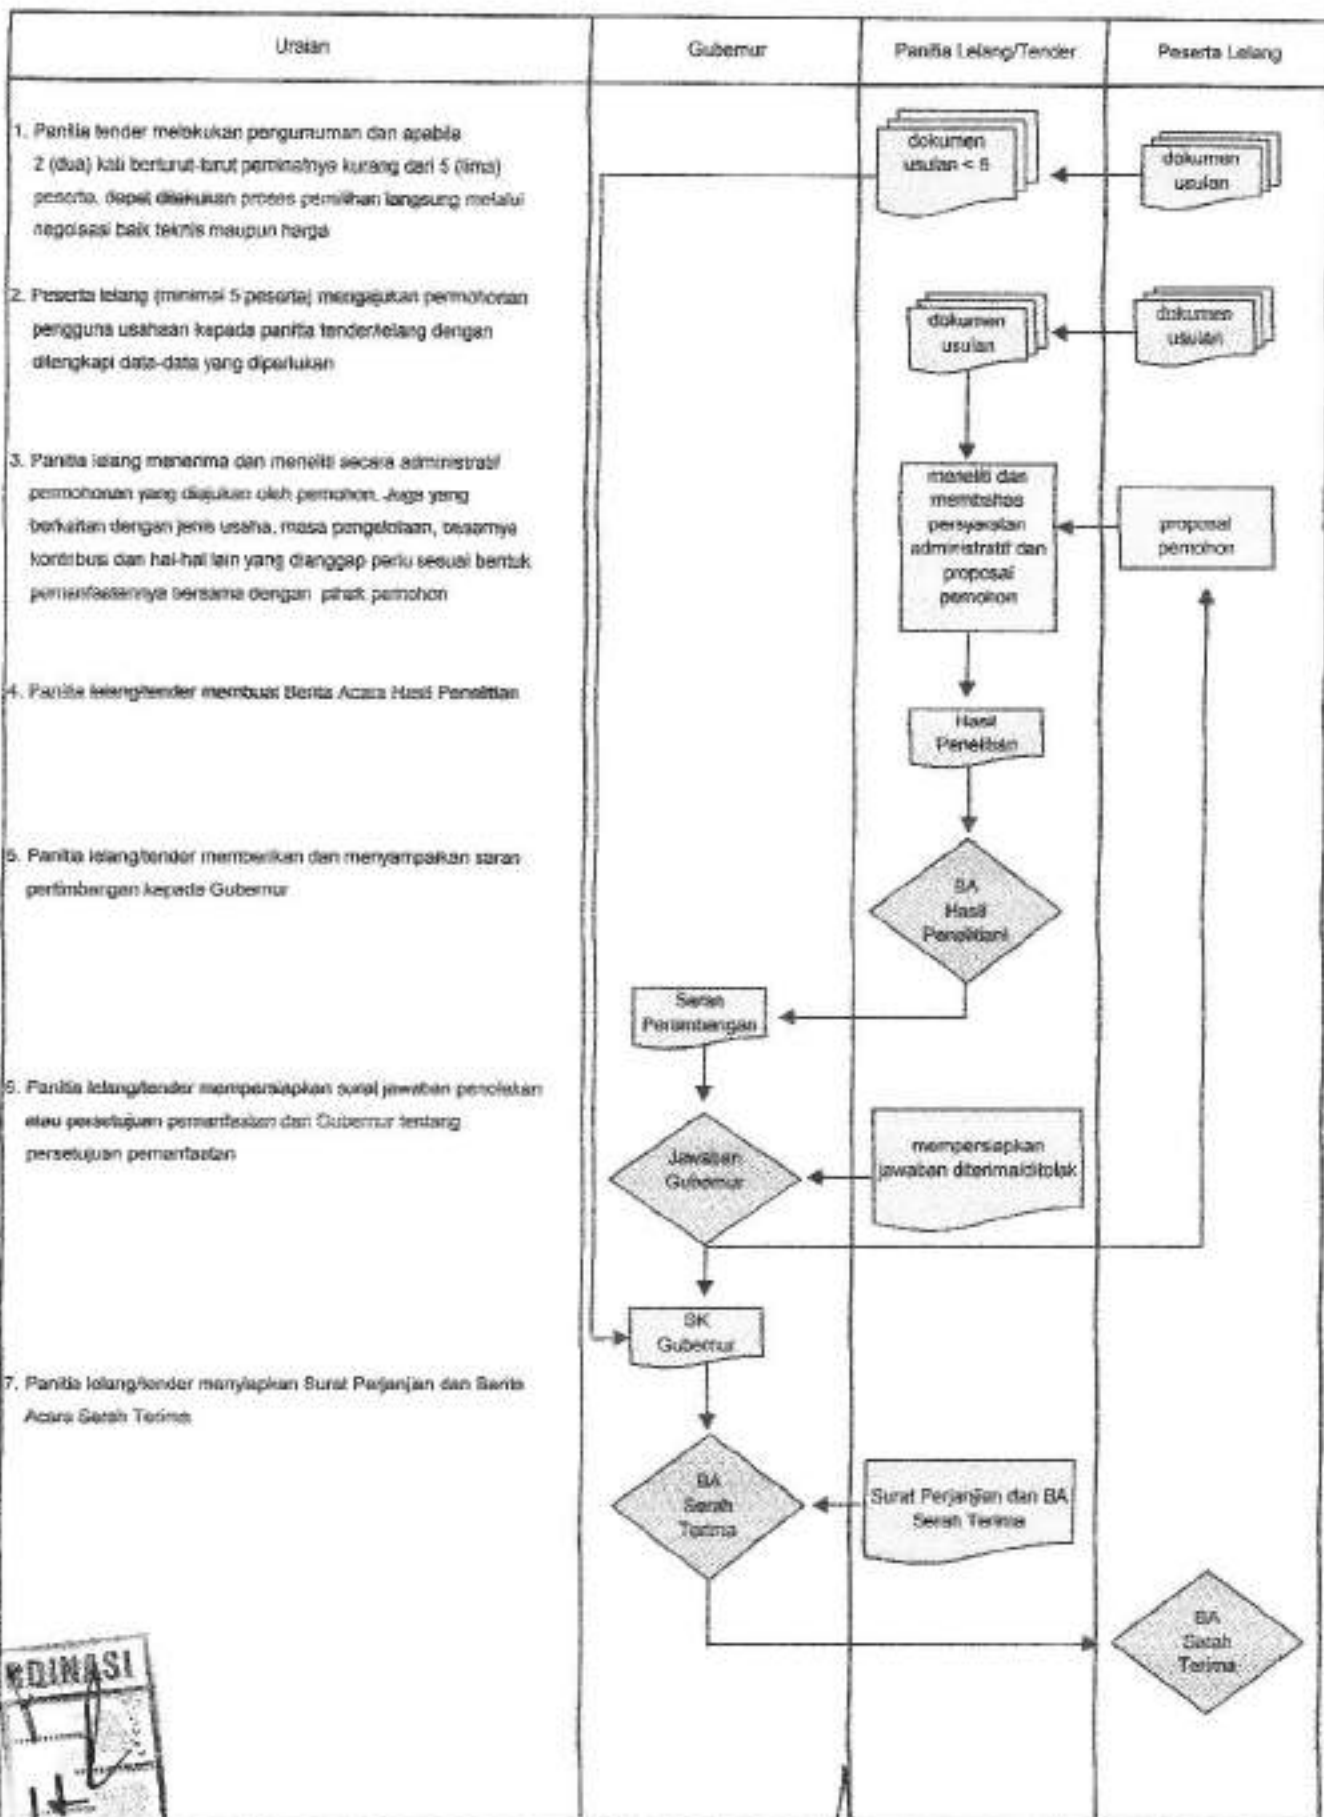 Uraian
Gubernur
Panitia Lelang/Tender
Peserta Lelang
1. Panitia tender melakukan pengumuman dan apabila
2 (dua) kali berturut-turut peminatnya kurang dari 5 (lima)
peserta, dapat dilakukan proses pemilihan langsung melalui
negoisasi baik teknis maupun harga
dokumen
usulan < 5
dokumen
usulan
2. Peserta lelang (minimal 5 peserta) mengajukan permohonan
pengguna usahaan kepada panitia tender/lelang dengan
dilengkapi data-data yang diperlukan
dokumen
usulan
dokumen
usulan
3. Panitia lelang menerima dan meneliti secara administratif
permohonan yang diajukan oleh pemohon. Juga yang
berkaitan dengan jenis usaha, masa pengelolaan, besarnya
kontribusi dan hal-hal lain yang dianggap perlu sesuai bentuk
pemanfaatannya bersama dengan pihak pemohon
meneliti dan
membahas
persyaratan
administratif dan
proposal
pemohon
proposal
pemohon
4. Panitia lelang/tender membuat Berita Acara Hasil Penelitian
Hasil
Penelitian
5. Panitia lelang/tender memberikan dan menyampaikan saran
pertimbangan kepada Gubernur
BA
Hasil
Penelitiani
Saran
Perambangan
6. Panitia lelang/tender mempersiapkan surat jawaban penolakan
atau persetujuan pemanfaatan dari Gubernur tentang
persetujuan pemanfaatan
Jawaban
Gubernur
mempersiapkan
jawaban diterima/ditolak
SK
Gubernur
7. Panitia lelang/tender menyiapkan Surat Perjanjian dan Berita
Acara Serah Terima
BA
Serah
Terima
Surat Perjanjian dan BA
Serah Terima
BA
Serah
Terima